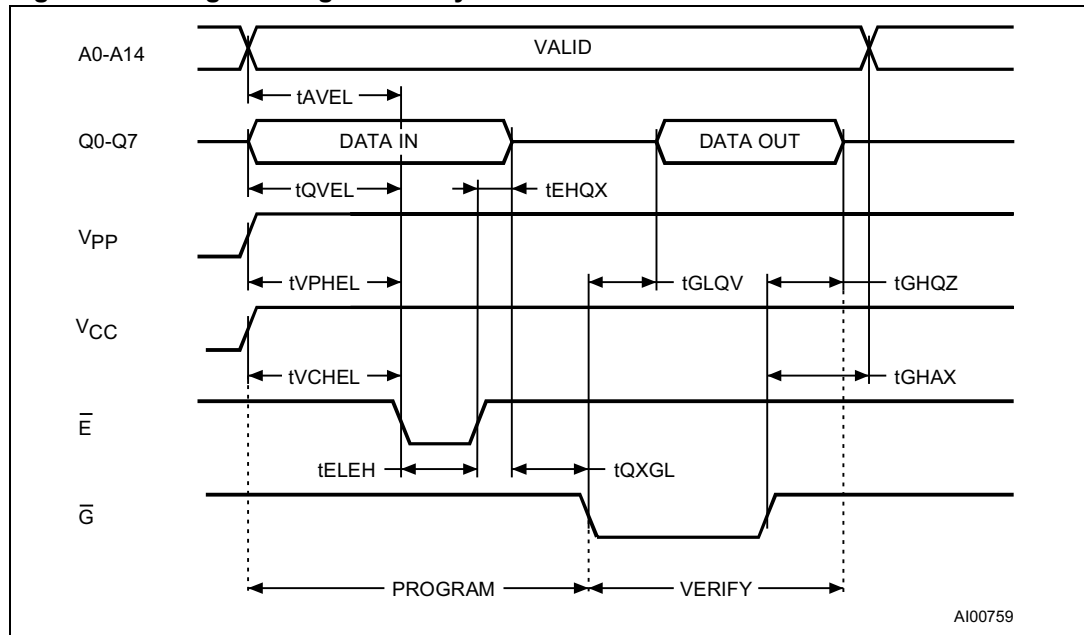 A0-A14
VALID
tAVEL
Q0-Q7
DATA IN
DATA OUT
tQVEL
tEHQX
VPP
tVPHEL
tGLQV
tGHQZ
VCC
tVCHEL
tGHAX
E̅
tELEH
tQXGL
G̅
PROGRAM
VERIFY
AI00759